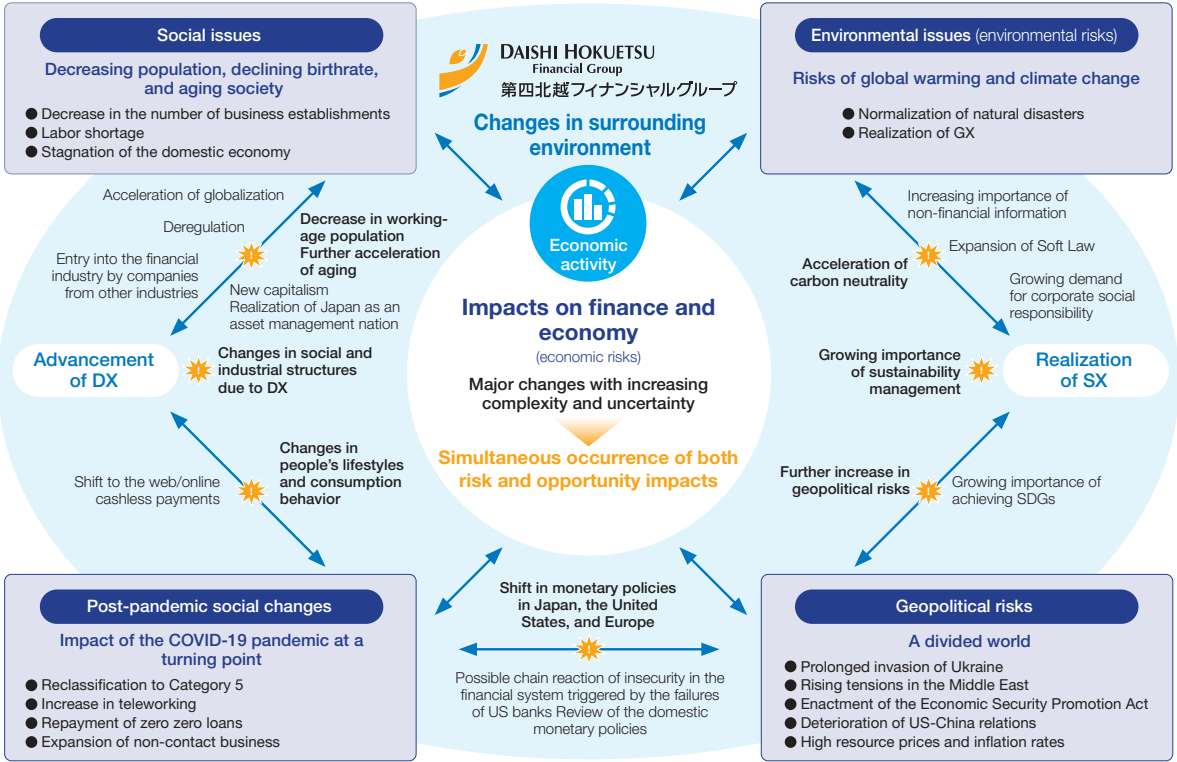 Social issues
Decreasing population, declining birthrate,
and aging society
● Decrease in the number of business establishments
● Labor shortage
● Stagnation of the domestic economy
DAISHI HOKUETSU
Financial Group
第四北越フィナンシャルグループ
Changes in surrounding
environment
Environmental issues (environmental risks)
Risks of global warming and climate change
● Normalization of natural disasters
● Realization of GX
Acceleration of globalization
Deregulation
Entry into the financial
industry by companies
from other industries
Decrease in working-
age population
Further acceleration
of aging
New capitalism
Realization of Japan as an
asset management nation
Economic
activity
Impacts on finance and
economy
(economic risks)
Major changes with increasing
complexity and uncertainty
Simultaneous occurrence of both
risk and opportunity impacts
Increasing importance of
non-financial information
Expansion of Soft Law
Acceleration of
carbon neutrality
Growing demand
for corporate social
responsibility
Advancement
of DX
Changes in social and
industrial structures
due to DX
Growing importance
of sustainability
management
Realization
of SX
Changes in
people's lifestyles
and consumption
behavior
Shift to the web/online
cashless payments
Further increase in
geopolitical risks
Growing importance of
achieving SDGs
Post-pandemic social changes
Impact of the COVID-19 pandemic at a
turning point
● Reclassification to Category 5
● Increase in teleworking
● Repayment of zero zero loans
● Expansion of non-contact business
Shift in monetary policies
in Japan, the United
States, and Europe
Possible chain reaction of insecurity in the
financial system triggered by the failures
of US banks Review of the domestic
monetary policies
Geopolitical risks
A divided world
● Prolonged invasion of Ukraine
● Rising tensions in the Middle East
● Enactment of the Economic Security Promotion Act
● Deterioration of US-China relations
● High resource prices and inflation rates